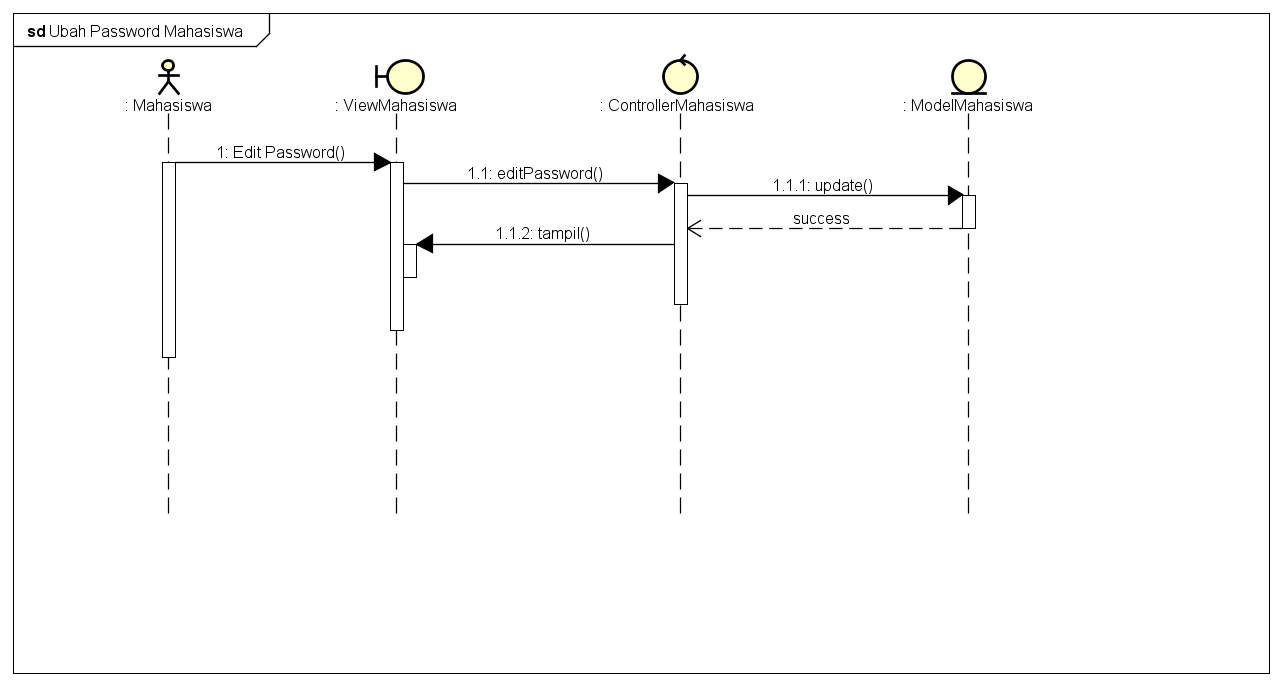 sd Ubah Password Mahasiswa
: Mahasiswa
: ViewMahasiswa
: ControllerMahasiswa
: ModelMahasiswa
1: Edit Password()
1.1: editPassword()
1.1.1: update()
success
1.1.2: tampil()